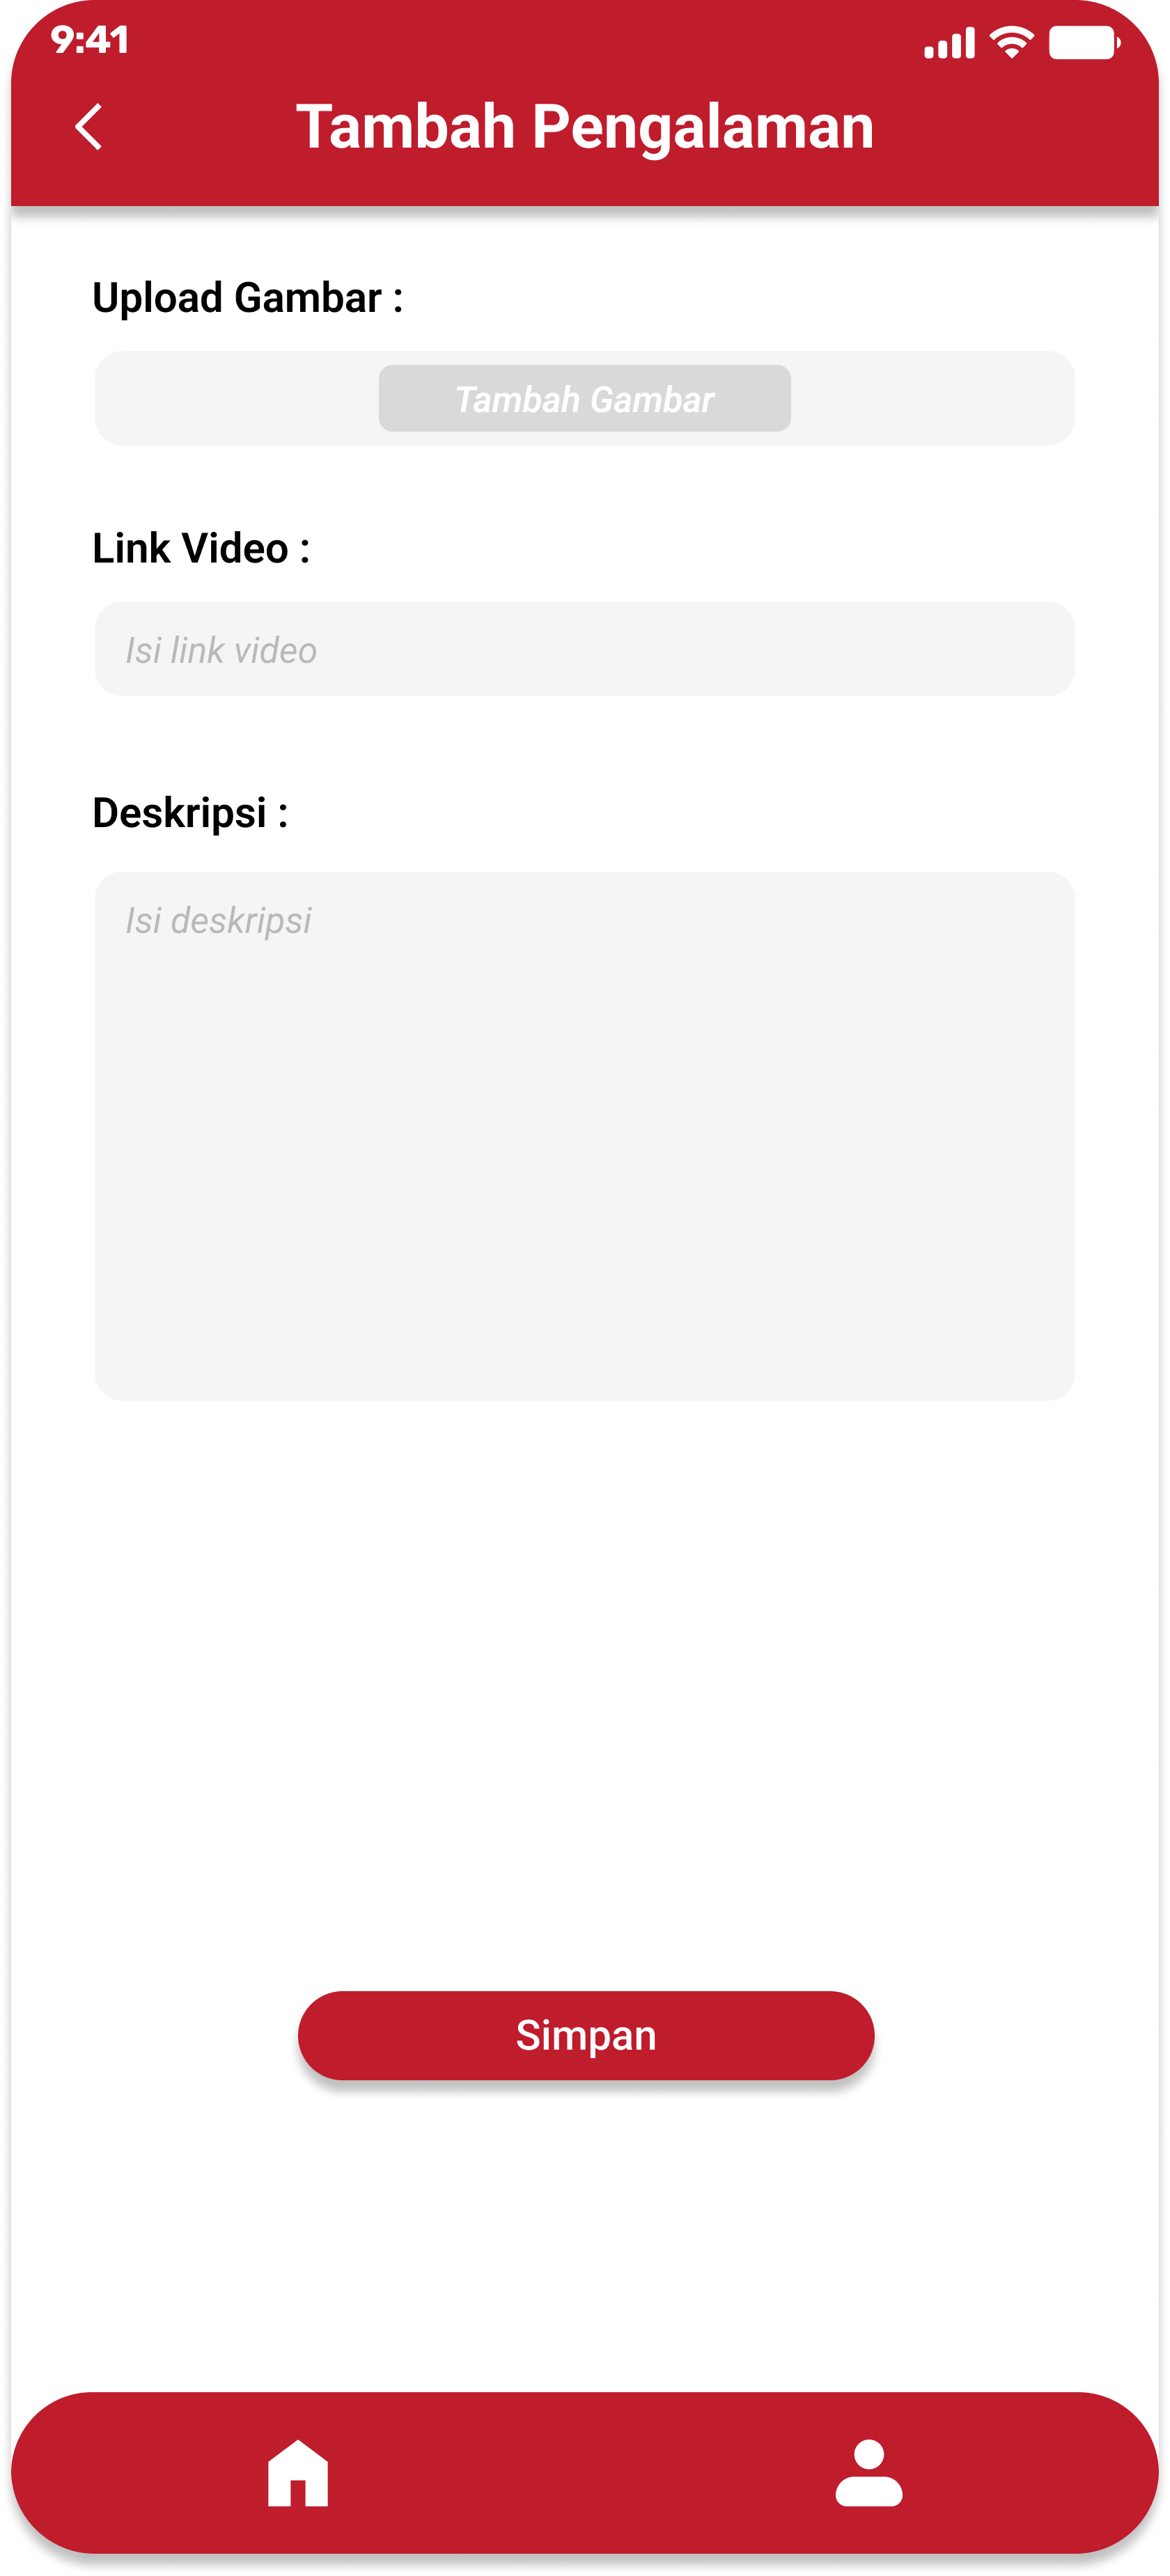 9:41
Tambah Pengalaman
Upload Gambar :
Tambah Gambar
Link Video :
Isi link video
Deskripsi :
Isi deskripsi
Simpan